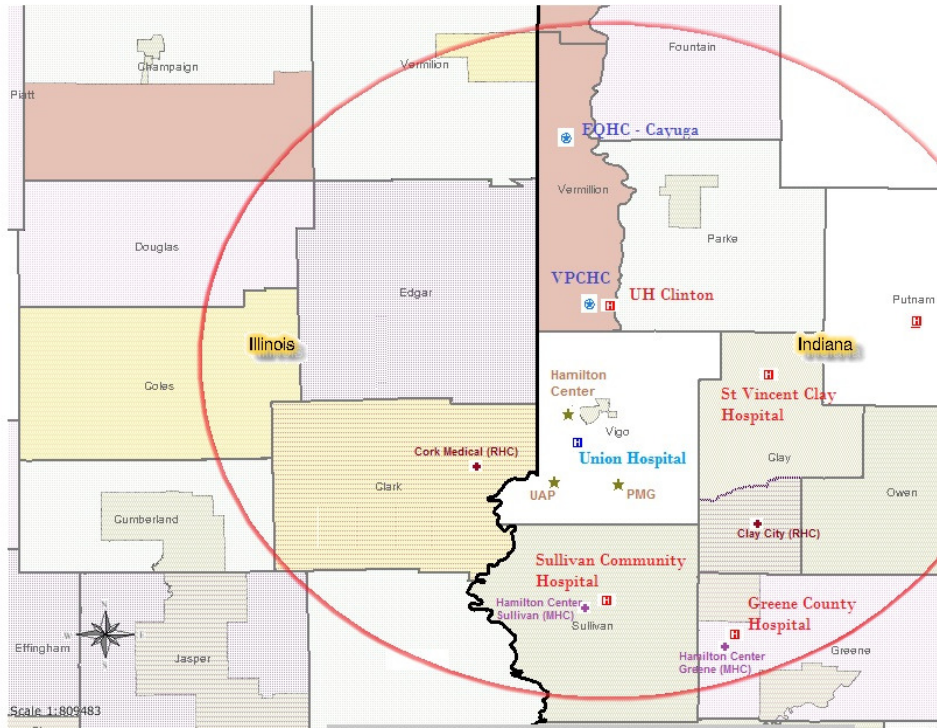 Fountain
Champaign
Vermilion
Piatt
FQHC - Cayuga
Vermillion
Douglas
Parke
Edgar
VPCHC
UH Clinton
Putnam
H
H
Illinois
Indiana
Hamilton
Center
H
St Vincent Clay
Hospital
Coles
Vigo
H
Union Hospital
Cork Medical (RHC)
Clay
Clark
UAP
PMG
Owen
Cumberland
Clay City (RHC)
Sullivan Community
Hospital
Hamilton Center
Sullivan (MHC)
H
Sullivan
Greene County
Hospital
H
N
W
E
Effingham
Jasper
Hamilton Center
Greene (MHC)
Greene
Scale 1:809483